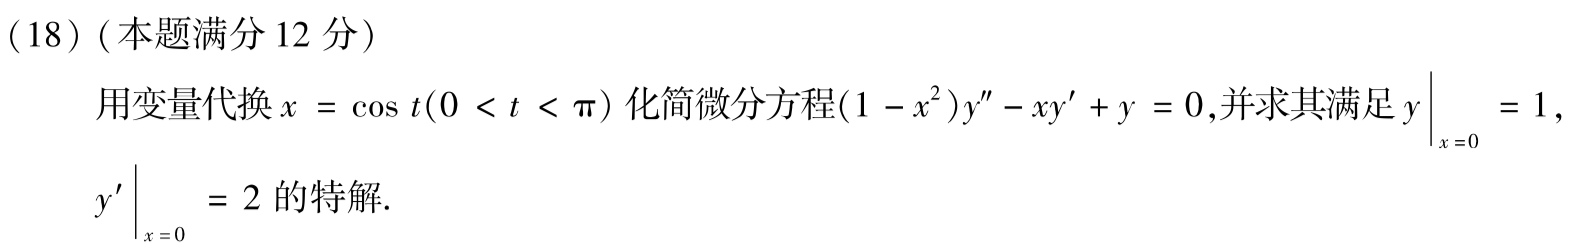 (18)(本题满分 12 分)
用变量代换 x = cos t(0 < t < π) 化简微分方程(1 − x²)y″ − xy′ + y = 0,并求其满足 y|ₓ₌₀ = 1,
y′|ₓ₌₀ = 2 的特解.